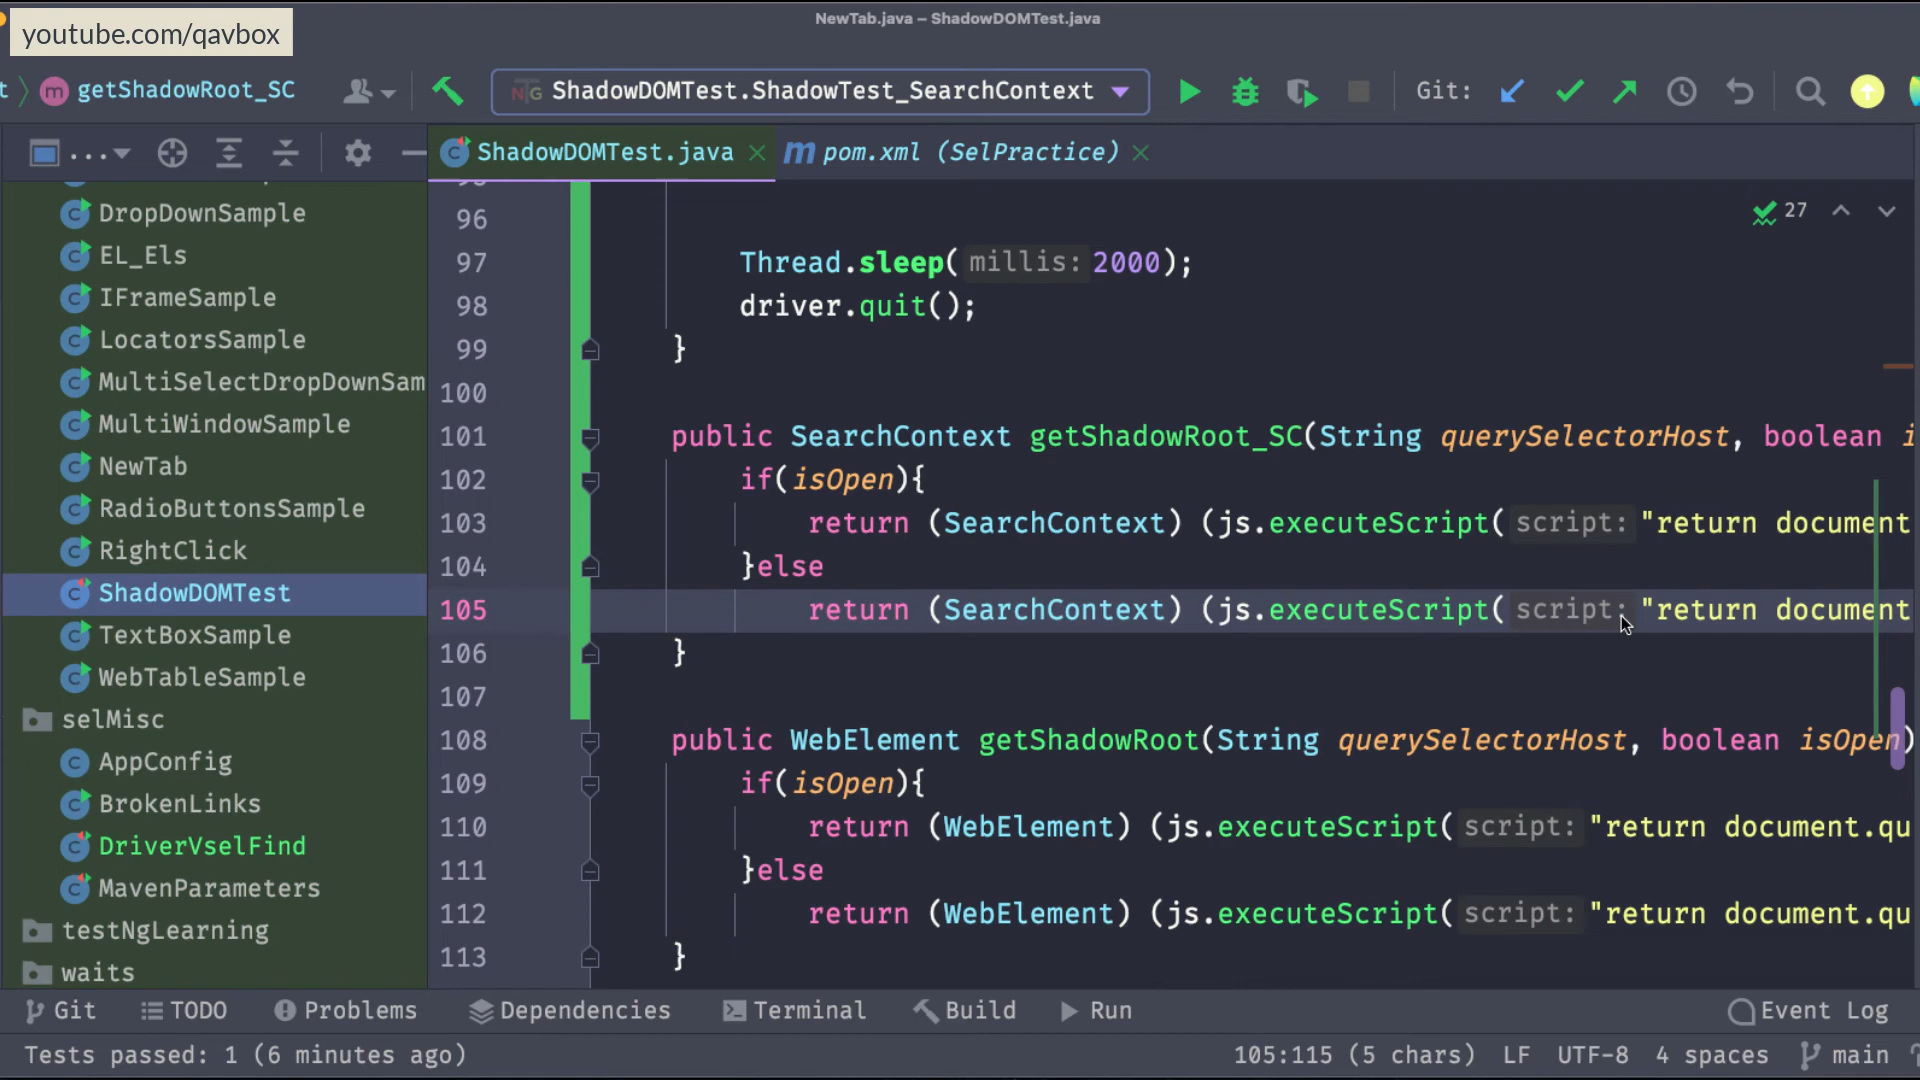 NewTab.java – ShadowDOMTest.java
youtube.com/qavbox
t
m getShadowRoot_SC
NG ShadowDOMTest.ShadowTest_SearchContext
Git:
...
C ShadowDOMTest.java
m pom.xml (SelPractice)
C DropDownSample
C EL_Els
C IFrameSample
C LocatorsSample
C MultiSelectDropDownSam
C MultiWindowSample
C NewTab
C RadioButtonsSample
C RightClick
C ShadowDOMTest
C TextBoxSample
C WebTableSample
selMisc
C AppConfig
C BrokenLinks
C DriverVselFind
C MavenParameters
testNgLearning
waits
27
96
97 Thread.sleep( millis: 2000);
98 driver.quit();
99 }
100
101 public SearchContext getShadowRoot_SC(String querySelectorHost, boolean i
102 if(isOpen){
103 return (SearchContext) (js.executeScript( script: "return document
104 }else
105 return (SearchContext) (js.executeScript( script: "return document
106 }
107
108 public WebElement getShadowRoot(String querySelectorHost, boolean isOpen)
109 if(isOpen){
110 return (WebElement) (js.executeScript( script: "return document.qu
111 }else
112 return (WebElement) (js.executeScript( script: "return document.qu
113 }
Git TODO Problems Dependencies Terminal Build Run Event Log
Tests passed: 1 (6 minutes ago) 105:115 (5 chars) LF UTF-8 4 spaces main